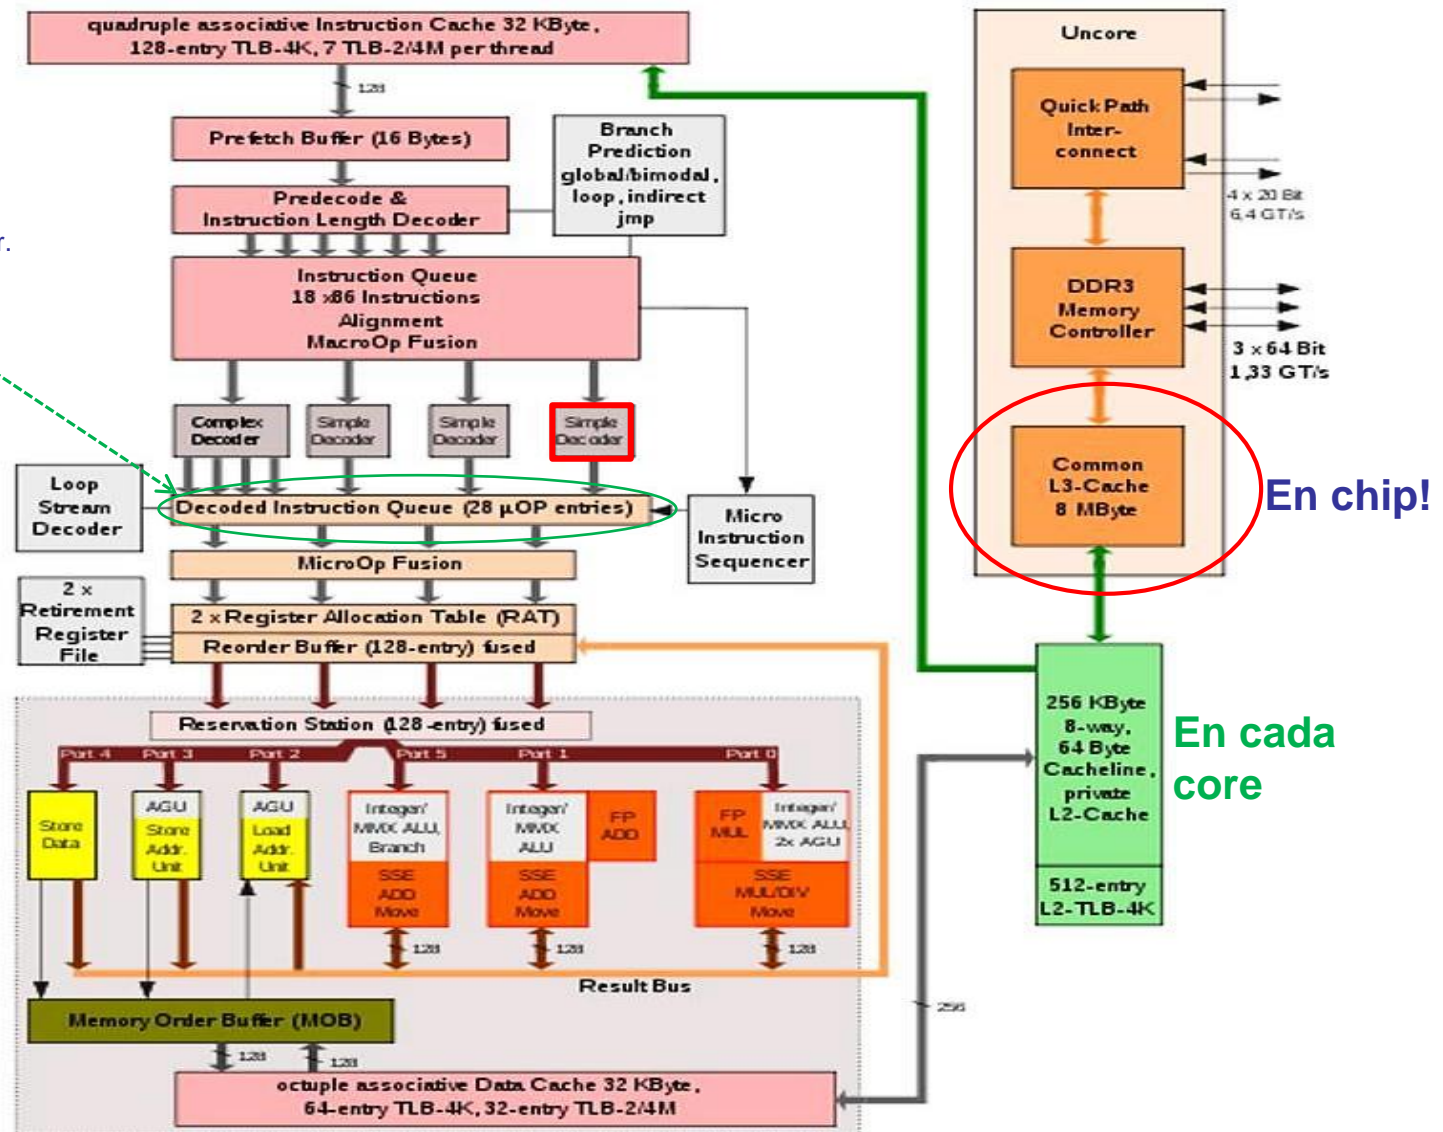 quadruple associative Instruction Cache 32 KByte,
128-entry TLB-4K, 7 TLB-2/4M per thread
128
Prefetch Buffer (16 Bytes)
Predecode &
Instruction Length Decoder
Branch
Prediction
global/bimodal,
loop, indirect
jmp
r.
Instruction Queue
18 x86 Instructions
Alignment
MacroOp Fusion
Complex
Decoder
Simple
Decoder
Simple
Decoder
Simple
Decoder
Loop
Stream
Decoder
Decoded Instruction Queue (28 µOP entries)
Micro
Instruction
Sequencer
MicroOp Fusion
2 x
Retirement
Register
File
2 x Register Allocation Table (RAT)
Reorder Buffer (128-entry) fused
Reservation Station (128-entry) fused
Port 4
Port 3
Port 2
Port 5
Port 1
Port 0
Store
Data
AGU
Store
Addr.
Unit
AGU
Load
Addr.
Unit
Integer/
MMX ALU,
Branch
SSE
ADD
Move
Integer/
MMX
ALU
FP
ADD
SSE
ADD
Move
FP
MUL
Integer/
MMX ALU,
2x AGU
SSE
MUL/DIV
Move
128
128
128
Result Bus
Memory Order Buffer (MOB)
128
128
octuple associative Data Cache 32 KByte,
64-entry TLB-4K, 32-entry TLB-2/4M
256
Uncore
Quick Path
Inter-
connect
4 x 20 Bit
6,4 GT/s
DDR3
Memory
Controller
3 x 64 Bit
1,33 GT/s
Common
L3-Cache
8 MByte
En chip!
256 KByte
8-way,
64 Byte
Cacheline,
private
L2-Cache
512-entry
L2-TLB-4K
En cada
core